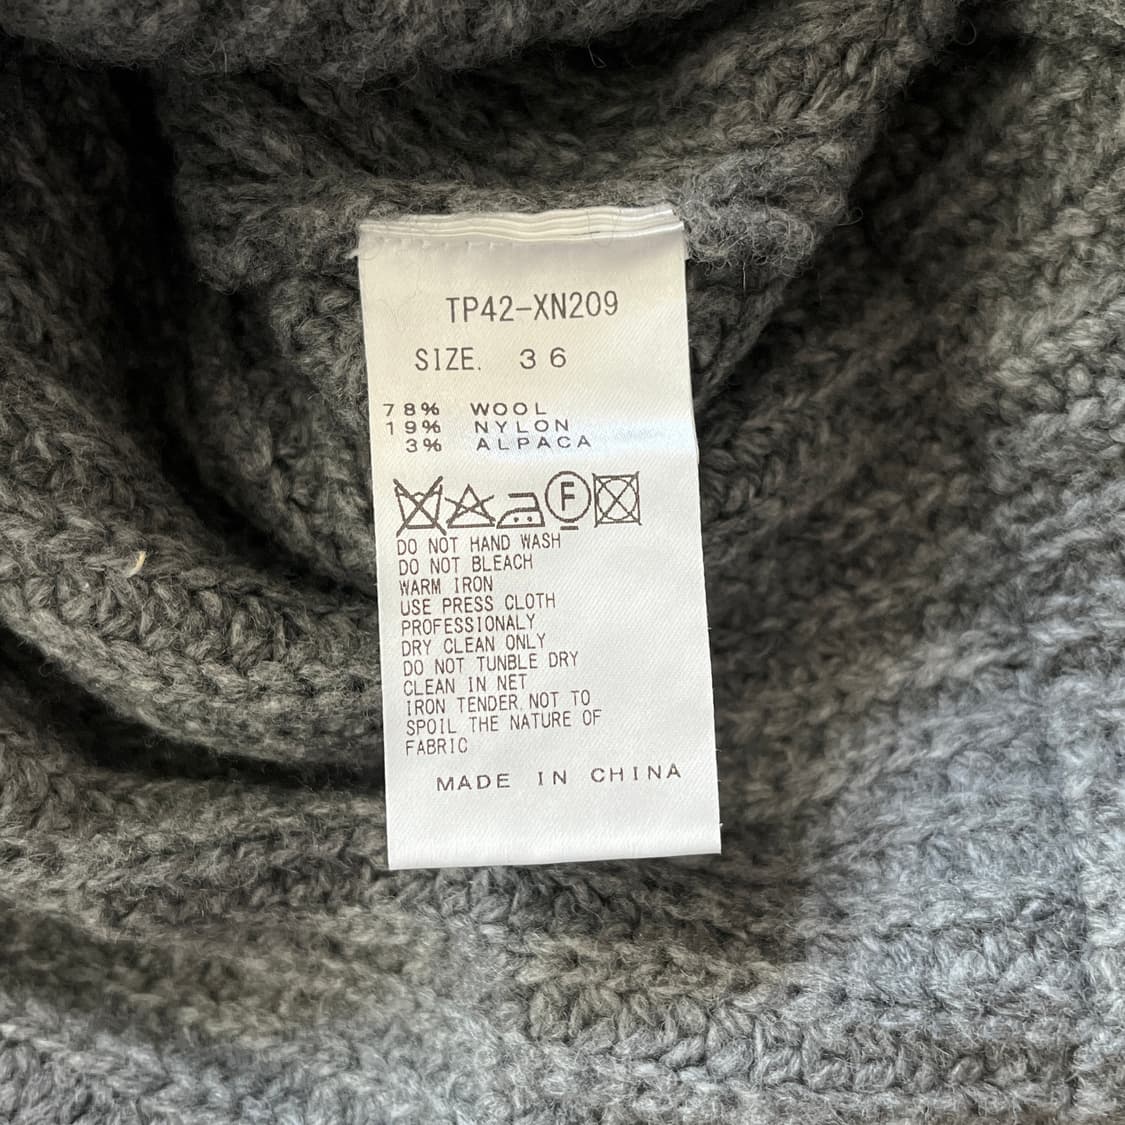 TP42-XN209
SIZE. 36
78% WOOL
19% NYLON
3% ALPACA
F
DO NOT HAND WASH
DO NOT BLEACH
WARM IRON
USE PRESS CLOTH
PROFESSIONALY
DRY CLEAN ONLY
DO NOT TUNBLE DRY
CLEAN IN NET
IRON TENDER NOT TO
SPOIL THE NATURE OF
FABRIC
MADE IN CHINA